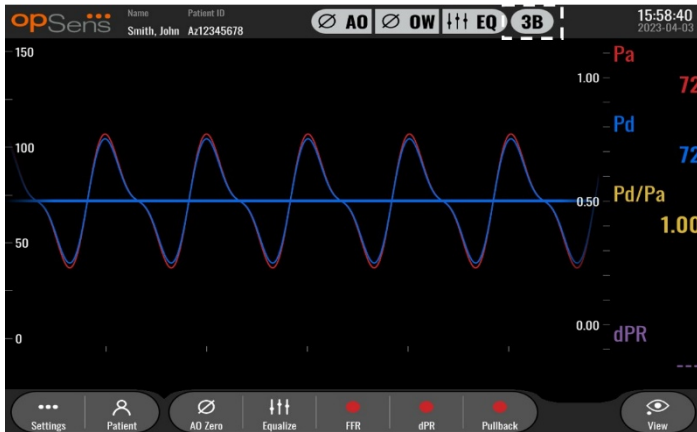 opSens
Name Patient ID
Smith, John Az12345678
Ø AO Ø OW EQ 3B
15:58:40
2023-04-03
150
100
50
0
1.00
0.50
0.00
Pa
72
Pd
72
Pd/Pa
1.00
dPR
---
Settings Patient AO Zero Equalize FFR dPR Pullback View